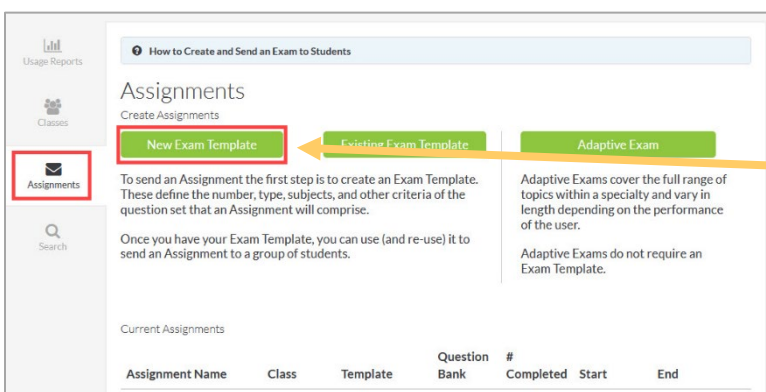 Usage Reports
Classes
Assignments
Search
How to Create and Send an Exam to Students
Assignments
Create Assignments
New Exam Template
Existing Exam Template
Adaptive Exam
To send an Assignment the first step is to create an Exam Template.
These define the number, type, subjects, and other criteria of the
question set that an Assignment will comprise.
Once you have your Exam Template, you can use (and re-use) it to
send an Assignment to a group of students.
Adaptive Exams cover the full range of
topics within a specialty and vary in
length depending on the performance
of the user.
Adaptive Exams do not require an
Exam Template.
Current Assignments
Assignment Name Class Template Question Bank # Completed Start End